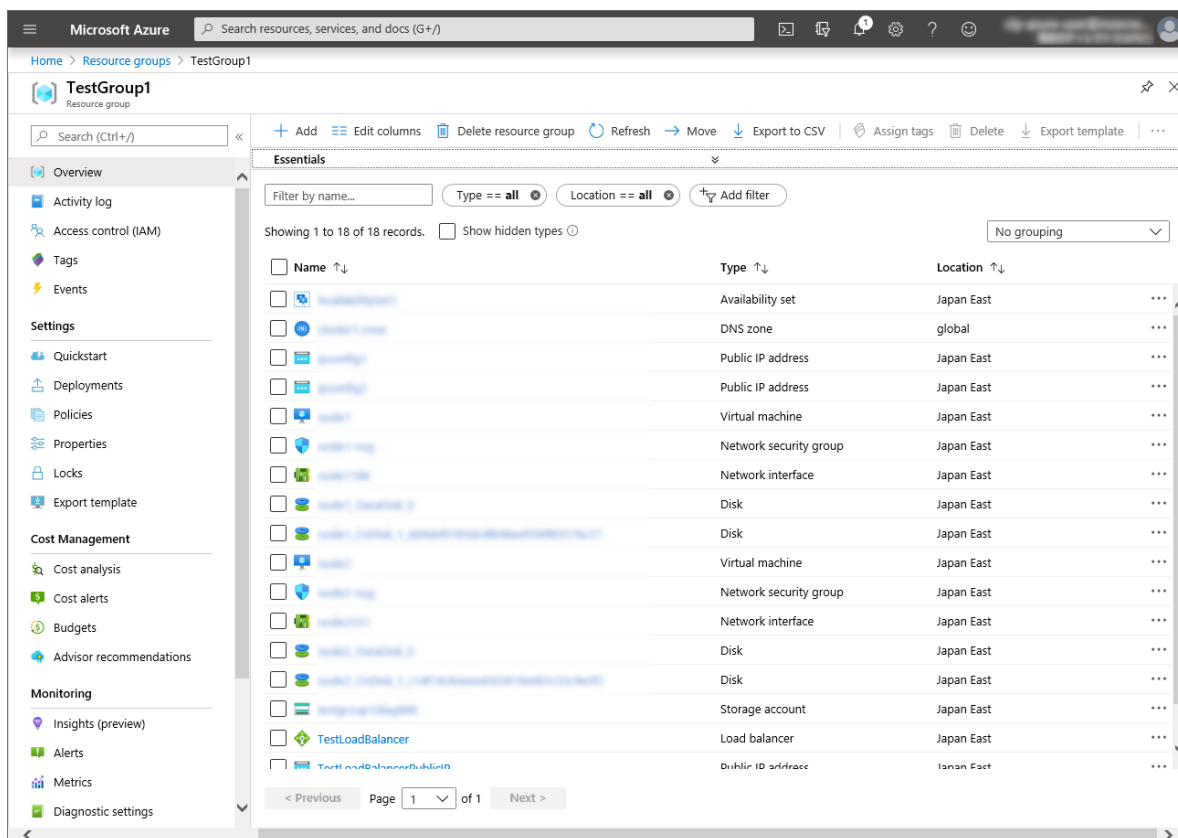 Microsoft Azure
Search resources, services, and docs (G+/)
1
Home > Resource groups > TestGroup1
TestGroup1
Resource group
Search (Ctrl+/)
«
Overview
Activity log
Access control (IAM)
Tags
Events
Settings
Quickstart
Deployments
Policies
Properties
Locks
Export template
Cost Management
Cost analysis
Cost alerts
Budgets
Advisor recommendations
Monitoring
Insights (preview)
Alerts
Metrics
Diagnostic settings
Add Edit columns Delete resource group Refresh Move Export to CSV Assign tags Delete Export template ...
Essentials
Filter by name... Type == all Location == all Add filter
Showing 1 to 18 of 18 records. Show hidden types
No grouping
Name Type Location
Availability set Japan East ...
DNS zone global ...
Public IP address Japan East ...
Public IP address Japan East ...
Virtual machine Japan East ...
Network security group Japan East ...
Network interface Japan East ...
Disk Japan East ...
Disk Japan East ...
Virtual machine Japan East ...
Network security group Japan East ...
Network interface Japan East ...
Disk Japan East ...
Disk Japan East ...
Storage account Japan East ...
TestLoadBalancer Load balancer Japan East ...
TestLoadBalancerPublicIP Public IP address Japan East ...
< Previous Page 1 of 1 Next >